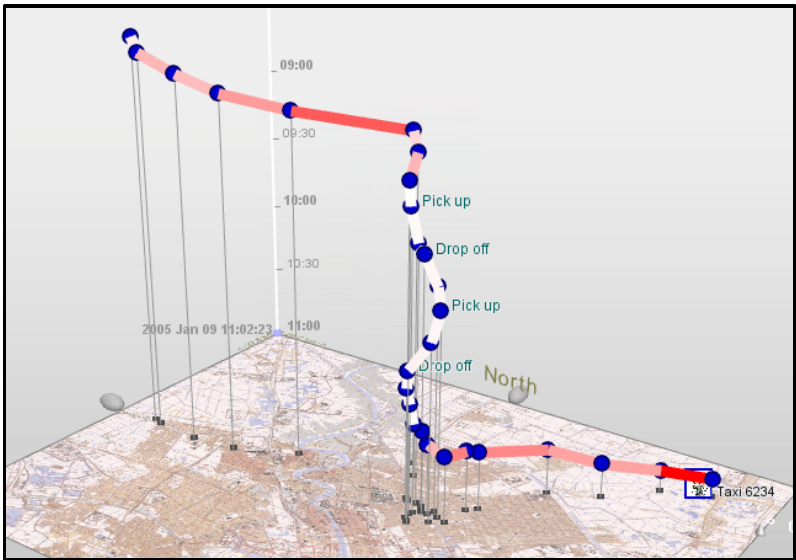 09:00
09:30
10:00
Pick up
Drop off
10:30
Pick up
2005 Jan 09 11:02:23
11:00
Drop off
North
Taxi 6234